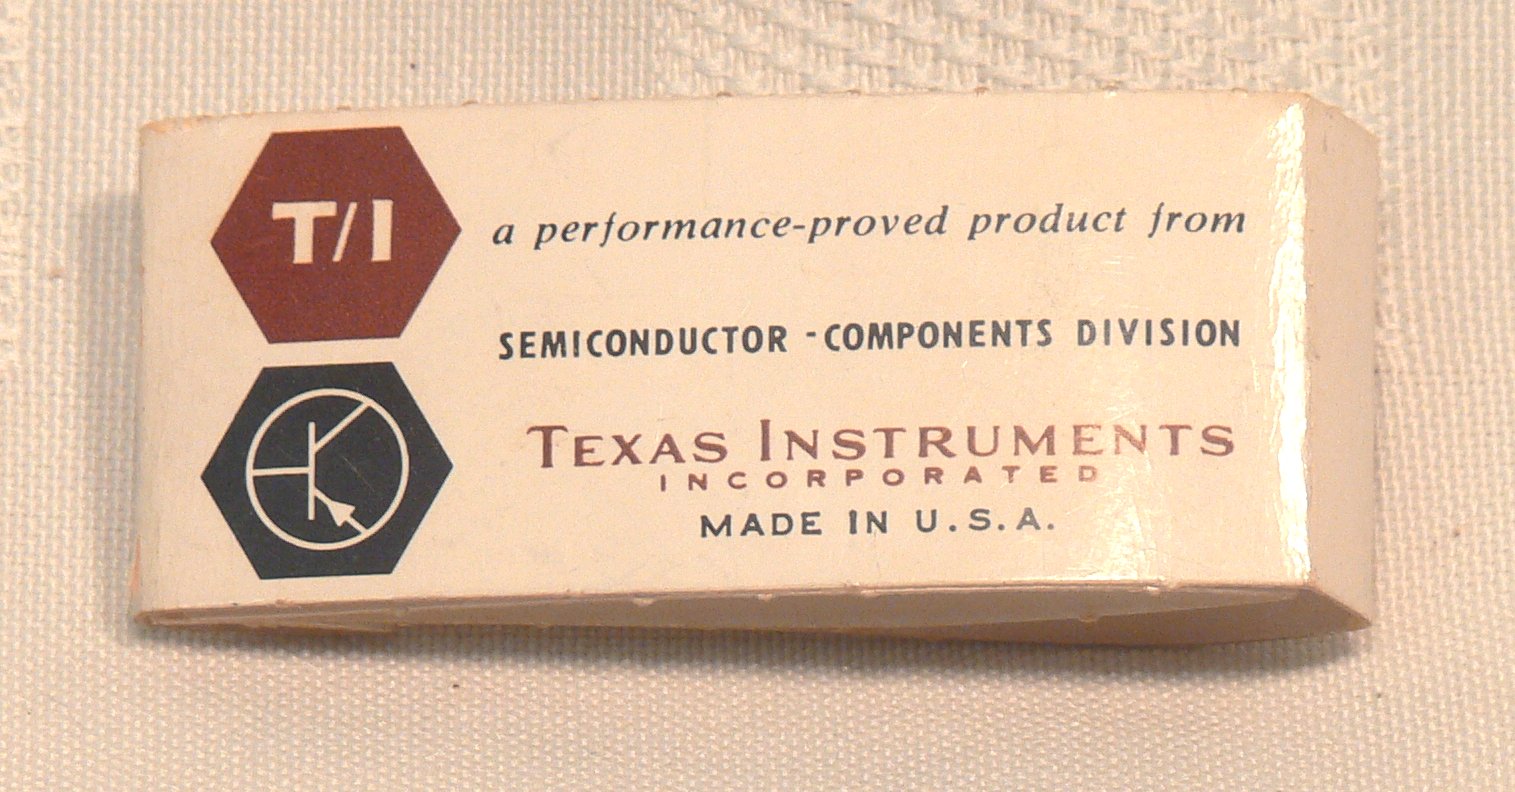 T/I
a performance-proved product from
SEMICONDUCTOR - COMPONENTS DIVISION
TEXAS INSTRUMENTS
INCORPORATED
MADE IN U.S.A.